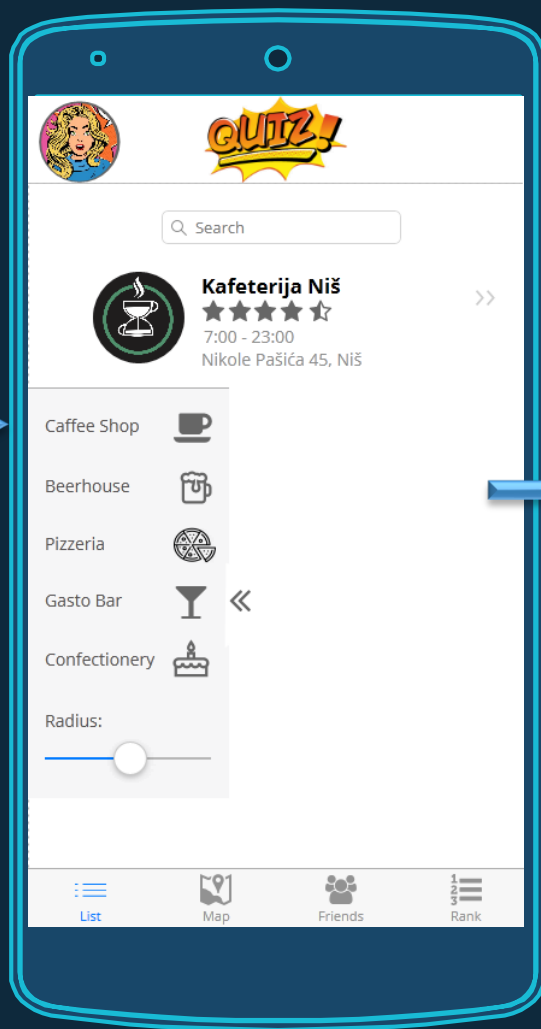 QUIZ!
Search
Kafeterija Niš
7:00 - 23:00
Nikole Pašića 45, Niš
Caffee Shop
Beerhouse
Pizzeria
Gasto Bar
Confectionery
Radius:
List Map Friends Rank